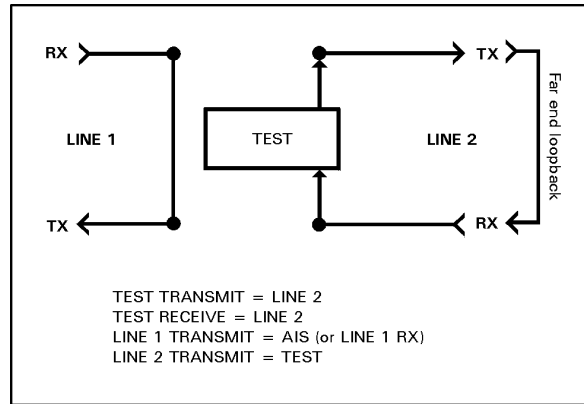 RX
TX
LINE 1
TEST
LINE 2
Far end loopback
TX
RX
TEST TRANSMIT = LINE 2
TEST RECEIVE = LINE 2
LINE 1 TRANSMIT = AIS (or LINE 1 RX)
LINE 2 TRANSMIT = TEST